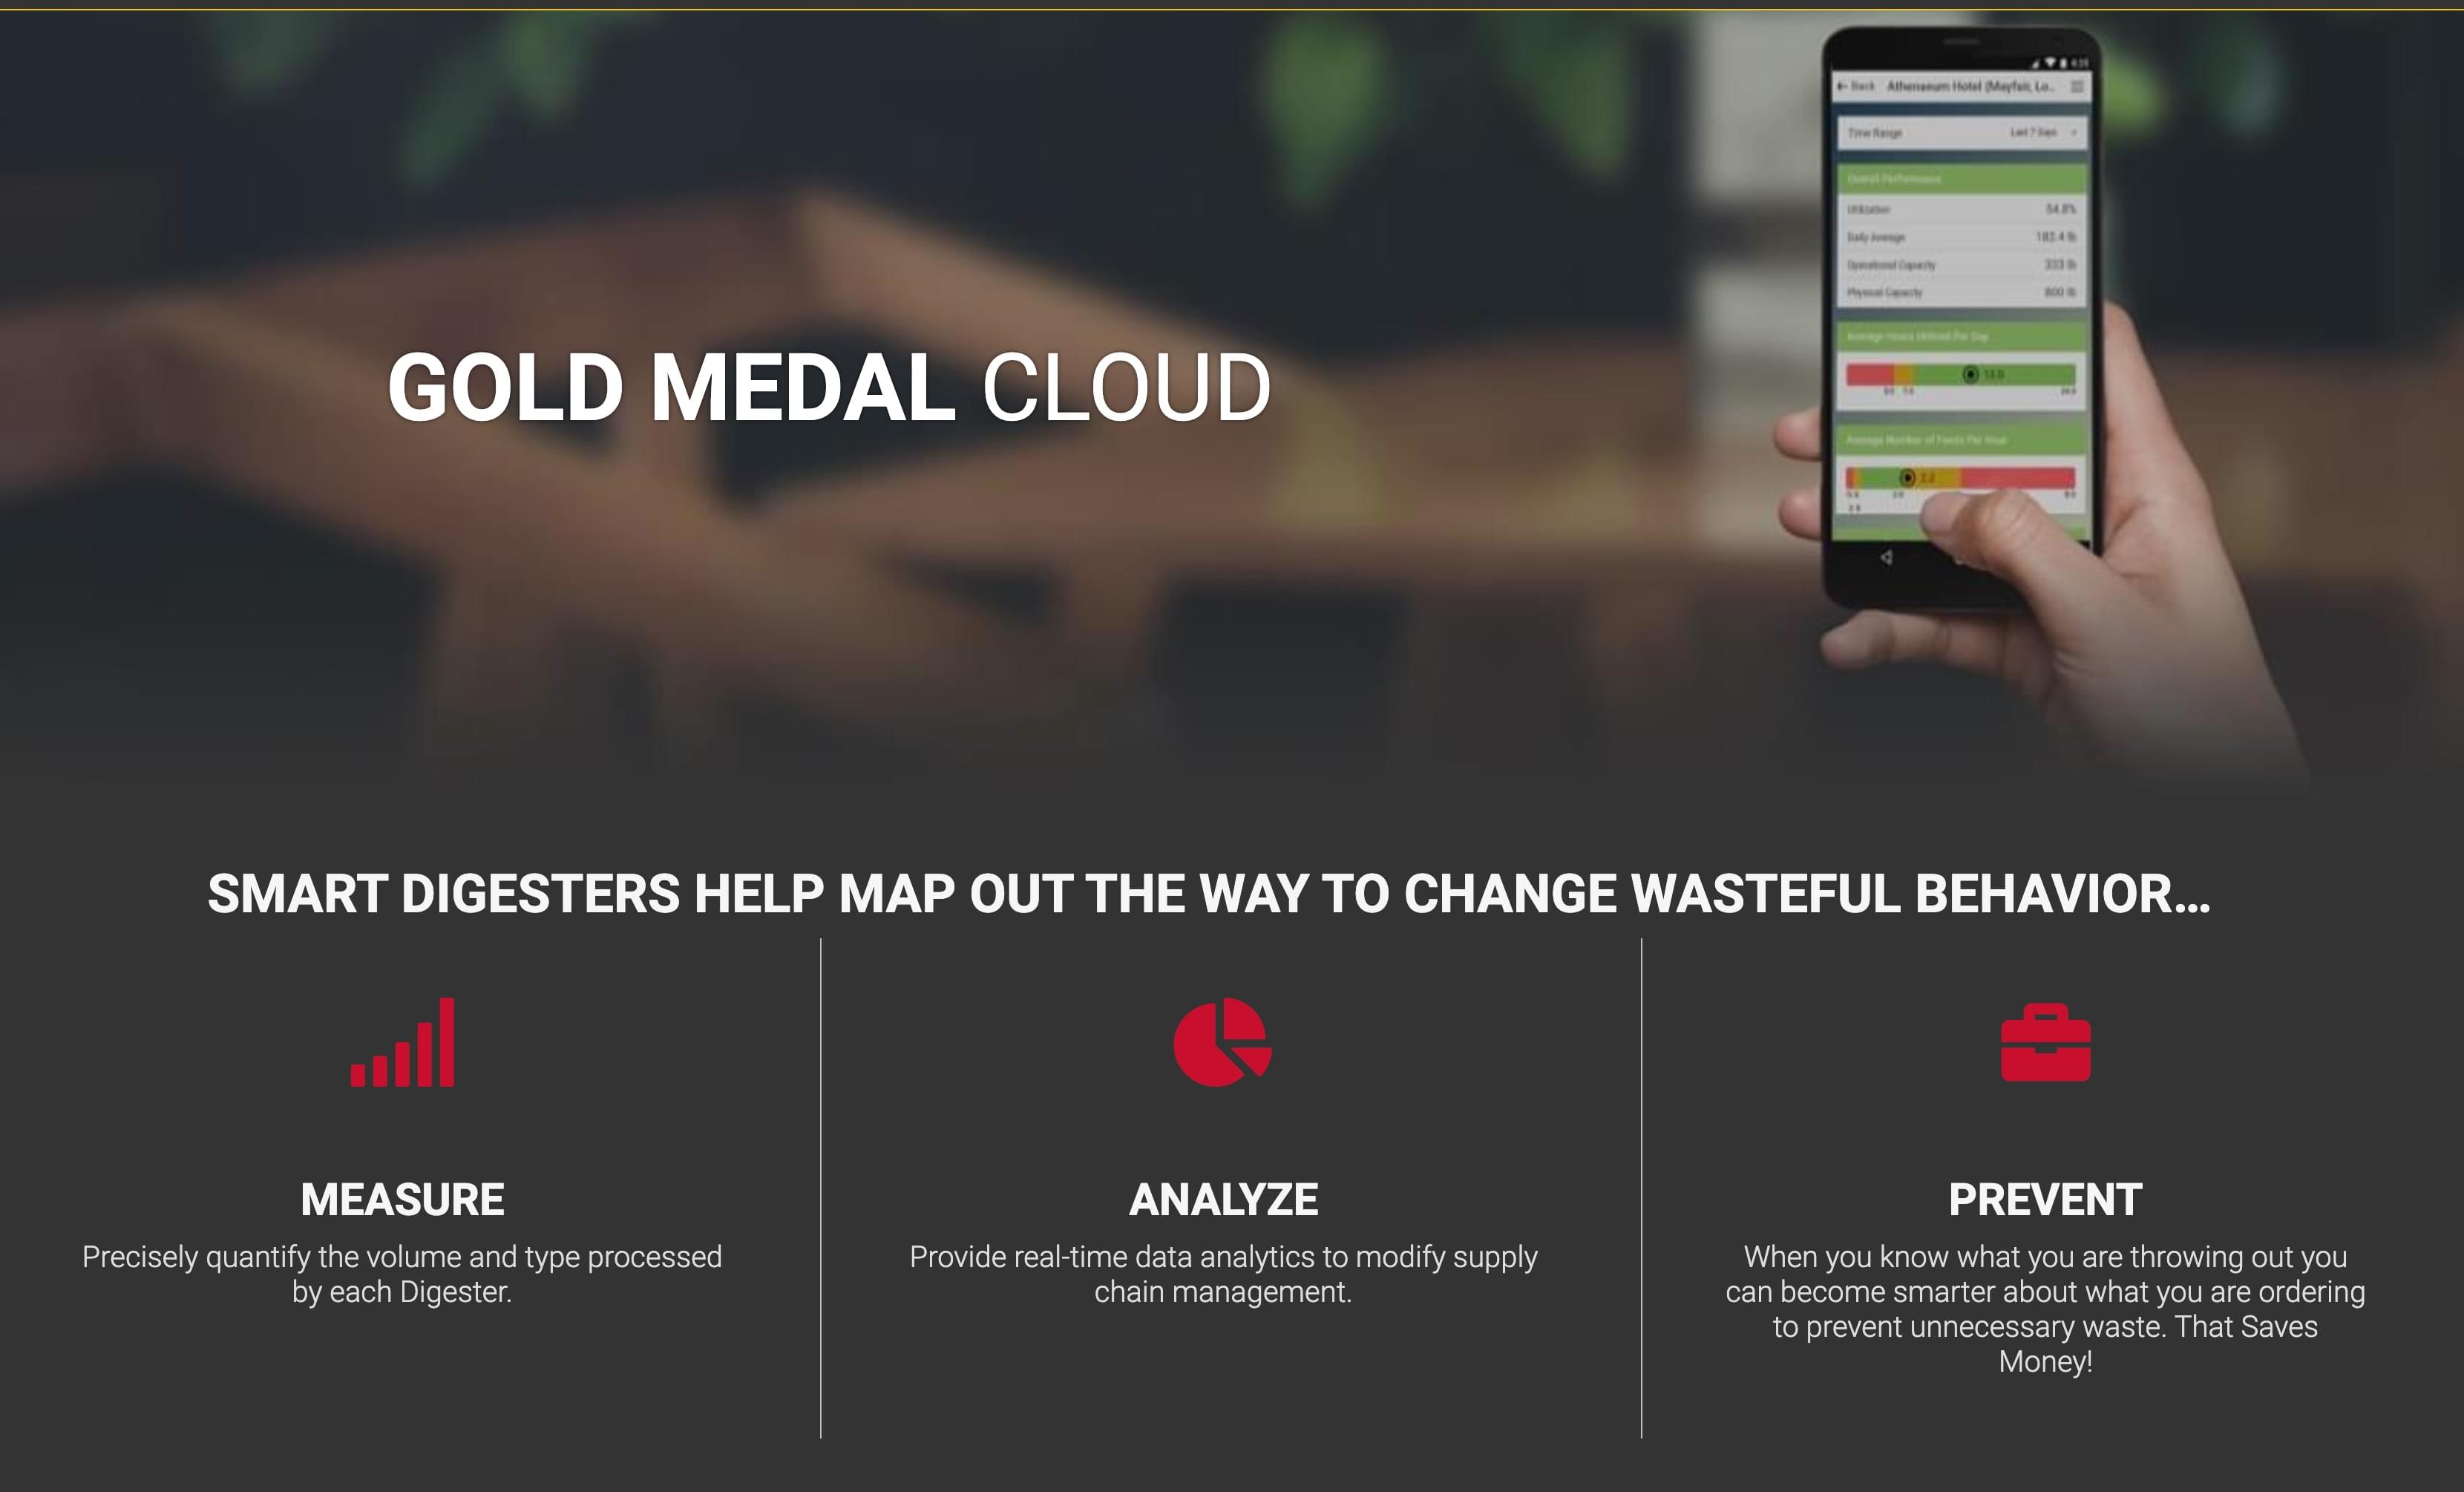 GOLD MEDAL CLOUD
Back Athenaeum Hotel (Mayfair, Lo...
Time Range Last 7 Days
Overall Performance
Utilization 54.8%
Daily Average 182.4 lb
Operational Capacity 333 lb
Physical Capacity 800 lb
Average Hours Utilized Per Day
13.0
Average Number of Feeds Per Hour
2.2
SMART DIGESTERS HELP MAP OUT THE WAY TO CHANGE WASTEFUL BEHAVIOR...
MEASURE
Precisely quantify the volume and type processed
by each Digester.
ANALYZE
Provide real-time data analytics to modify supply
chain management.
PREVENT
When you know what you are throwing out you
can become smarter about what you are ordering
to prevent unnecessary waste. That Saves
Money!